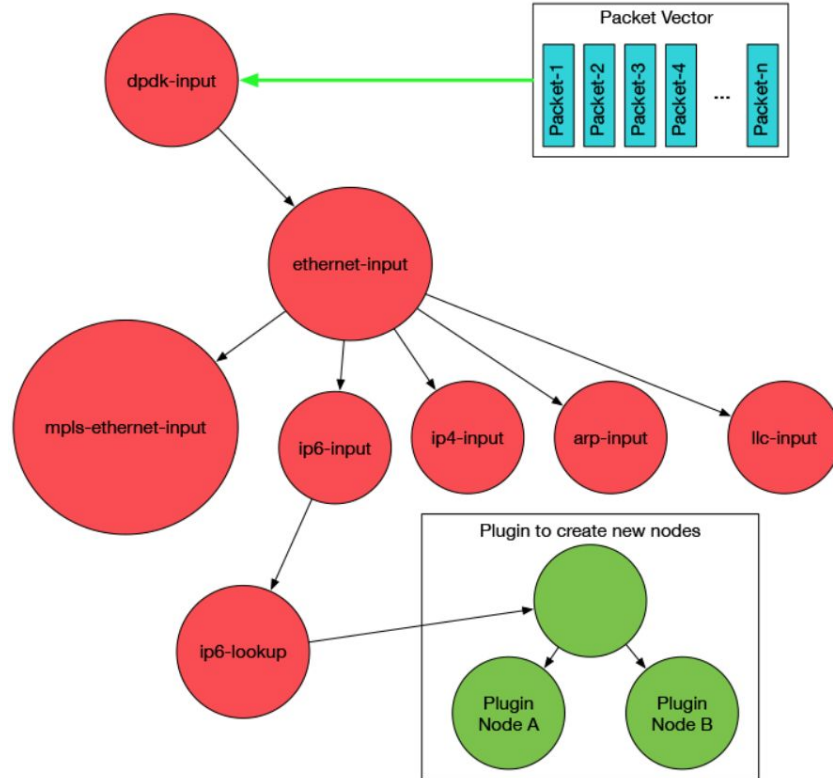 Packet Vector
dpdk-input
Packet-1
Packet-2
Packet-3
Packet-4
...
Packet-n
ethernet-input
mpls-ethernet-input
ip6-input
ip4-input
arp-input
llc-input
Plugin to create new nodes
ip6-lookup
Plugin
Node A
Plugin
Node B